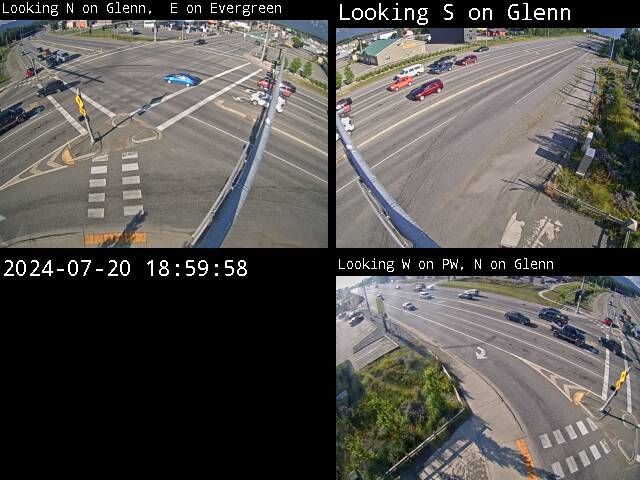 Looking N on Glenn, E on Evergreen
Looking S on Glenn
2024-07-20 18:59:58
Looking W on PW, N on Glenn